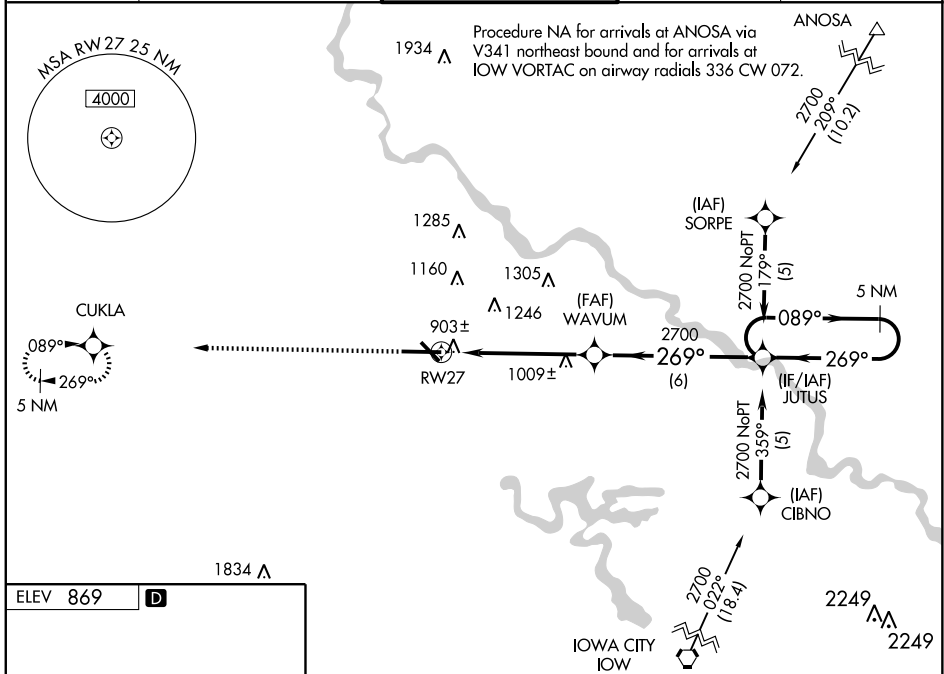 MSA RW27 25 NM
4000
1934
Procedure NA for arrivals at ANOSA via
V341 northeast bound and for arrivals at
IOW VORTAC on airway radials 336 CW 072.
ANOSA
2700
209°
(10.2)
(IAF)
SORPE
2700 NoPT
179°
(5)
5 NM
089°
269°
1285
1160
1305
1246
903±
RW27
1009±
(FAF)
WAVUM
2700
269°
(6)
(IF/IAF)
JUTUS
CUKLA
089°
269°
5 NM
2700 NoPT
359°
(5)
(IAF)
CIBNO
2700
022°
(18.4)
IOWA CITY
IOW
1834
2249
2249
ELEV 869 D